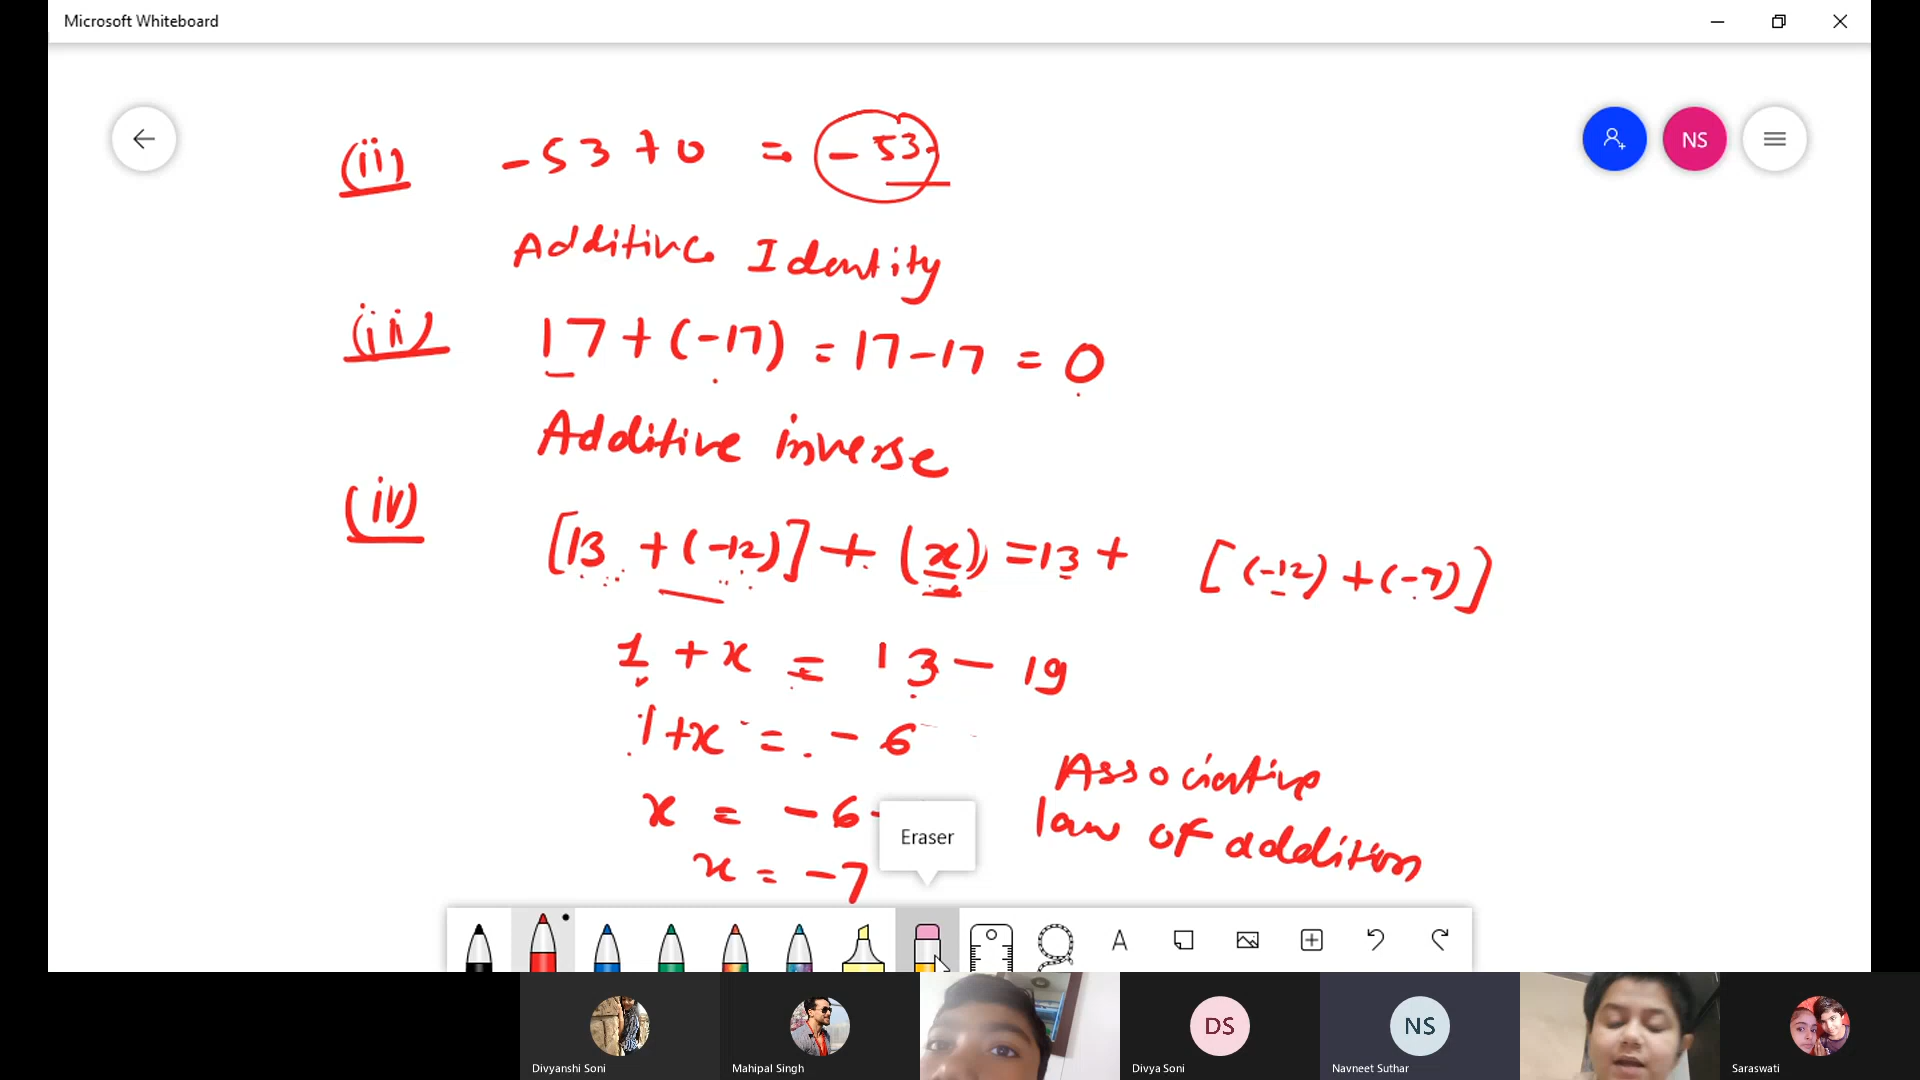 Microsoft Whiteboard
NS
(ii) -53 + 0 = -53
Additive Identity
(iii) 17 + (-17) = 17 - 17 = 0
Additive inverse
(iv) [13 + (-12)] + (x) = 13 + [(-12) + (-7)]
1 + x = 13 - 19
1 + x = - 6
x = - 6
x = - 7
Associative
law of addition
Eraser
A
DS
NS
Divyanshi Soni
Mahipal Singh
Divya Soni
Navneet Suthar
Saraswati